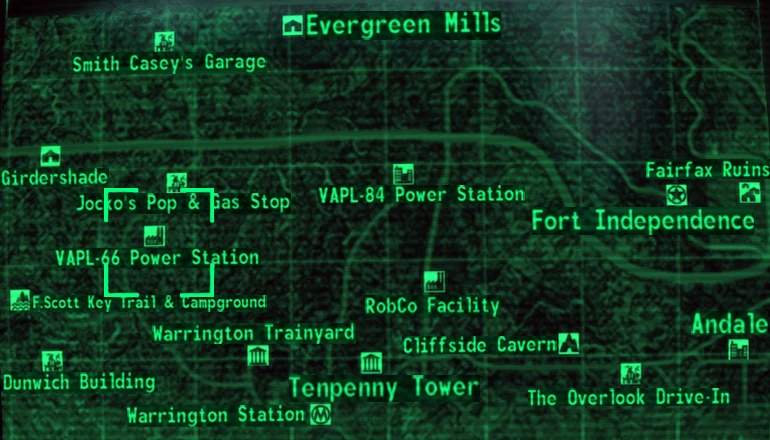 Evergreen Mills
Smith Casey's Garage
Girdershade
Fairfax Ruins
Jocko's Pop & Gas Stop
VAPL-84 Power Station
Fort Independence
VAPL-66 Power Station
F.Scott Key Trail & Campground
RobCo Facility
Andale
Warrington Trainyard
Cliffside Cavern
Dunwich Building
Tenpenny Tower
The Overlook Drive-In
Warrington Station